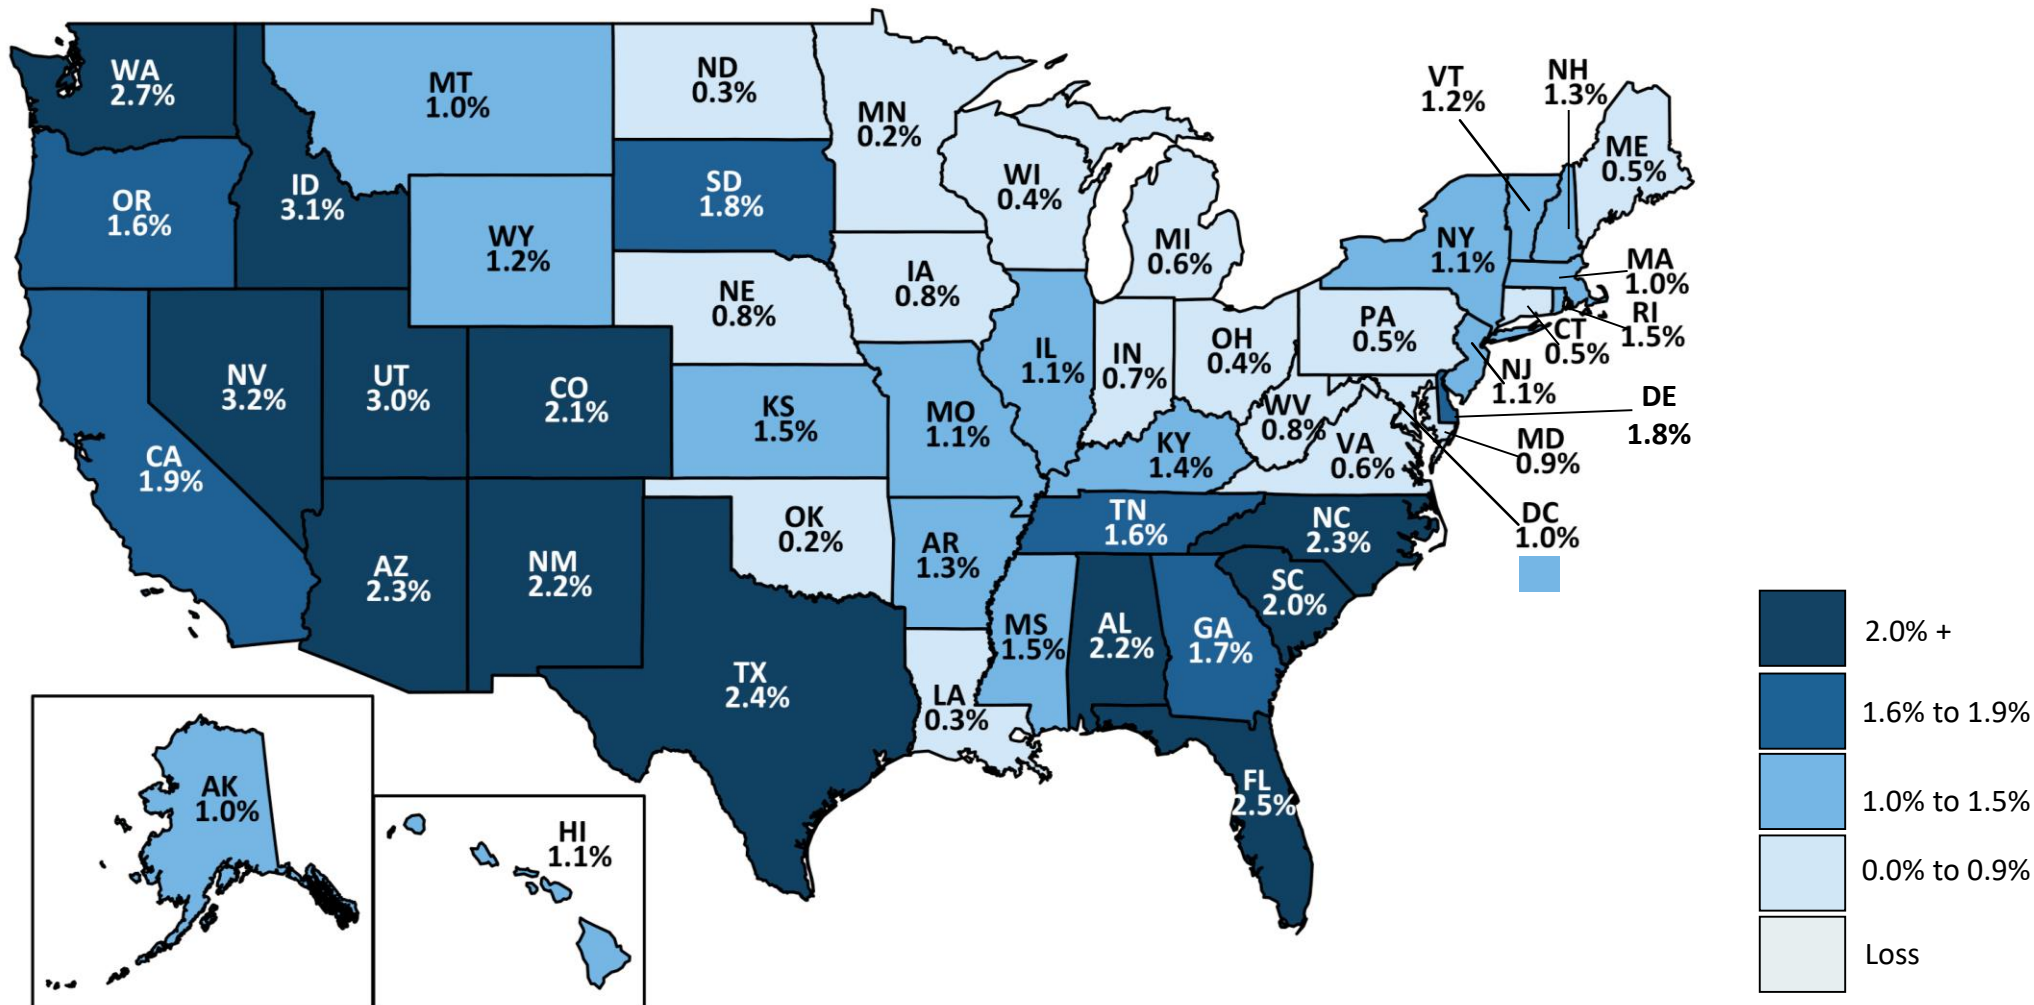 WA
2.7%
MT
1.0%
ND
0.3%
MN
0.2%
VT
1.2%
NH
1.3%
ME
0.5%
OR
1.6%
ID
3.1%
SD
1.8%
WI
0.4%
WY
1.2%
MI
0.6%
NY
1.1%
MA
1.0%
IA
0.8%
NE
0.8%
PA
0.5%
RI
1.5%
CT
0.5%
NV
3.2%
UT
3.0%
CO
2.1%
IL
1.1%
IN
0.7%
OH
0.4%
NJ
1.1%
DE
1.8%
KS
1.5%
MO
1.1%
WV
0.8%
VA
0.6%
MD
0.9%
CA
1.9%
KY
1.4%
DC
1.0%
OK
0.2%
TN
1.6%
NC
2.3%
AZ
2.3%
NM
2.2%
AR
1.3%
SC
2.0%
MS
1.5%
AL
2.2%
GA
1.7%
TX
2.4%
LA
0.3%
FL
2.5%
AK
1.0%
HI
1.1%
2.0% +
1.6% to 1.9%
1.0% to 1.5%
0.0% to 0.9%
Loss